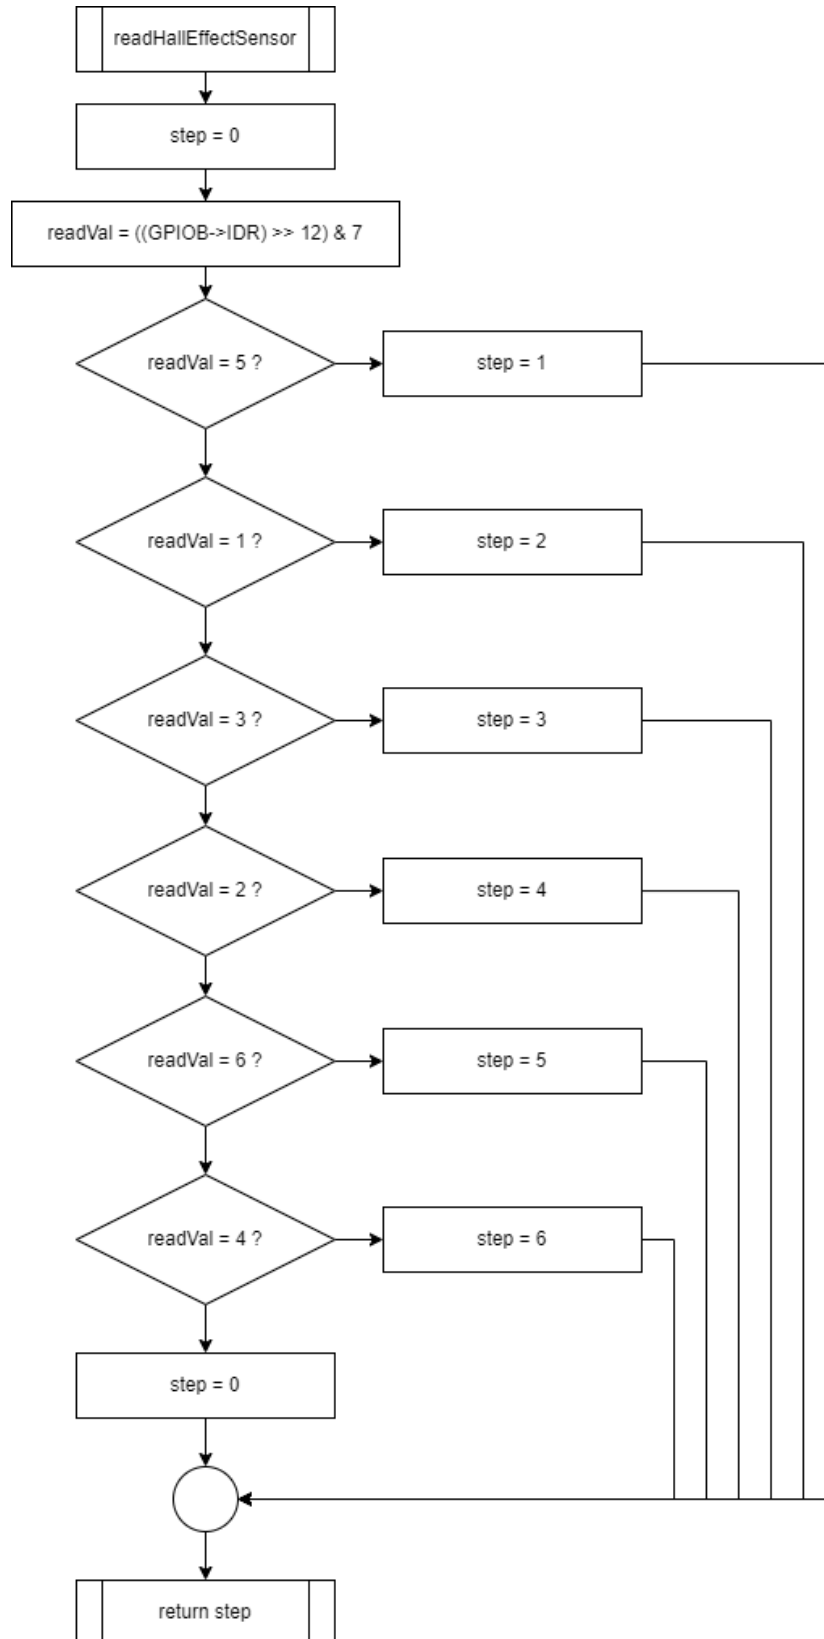 readHallEffectSensor
step = 0
readVal = ((GPIOB->IDR) >> 12) & 7
readVal = 5 ?
step = 1
readVal = 1 ?
step = 2
readVal = 3 ?
step = 3
readVal = 2 ?
step = 4
readVal = 6 ?
step = 5
readVal = 4 ?
step = 6
step = 0
return step